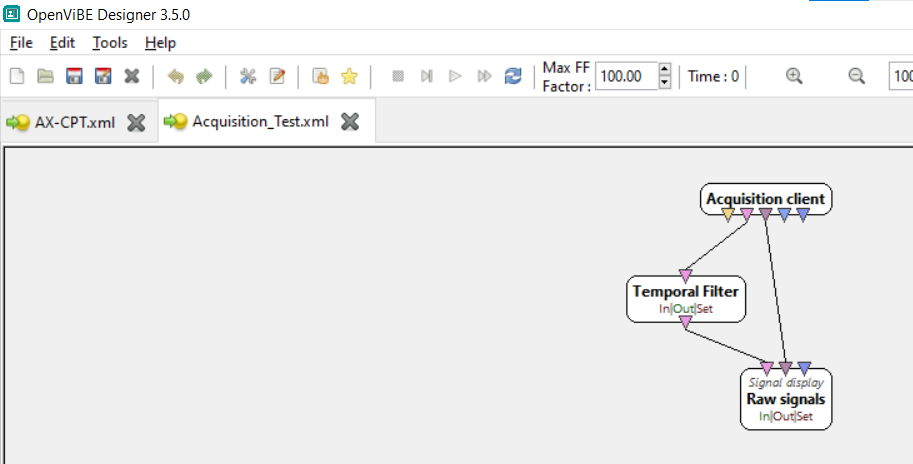 OpenViBE Designer 3.5.0
File Edit Tools Help
Max FF
Factor : 100.00 Time : 0 100
AX-CPT.xml Acquisition_Test.xml
Acquisition client
Temporal Filter
In|Out|Set
Signal display
Raw signals
In|Out|Set